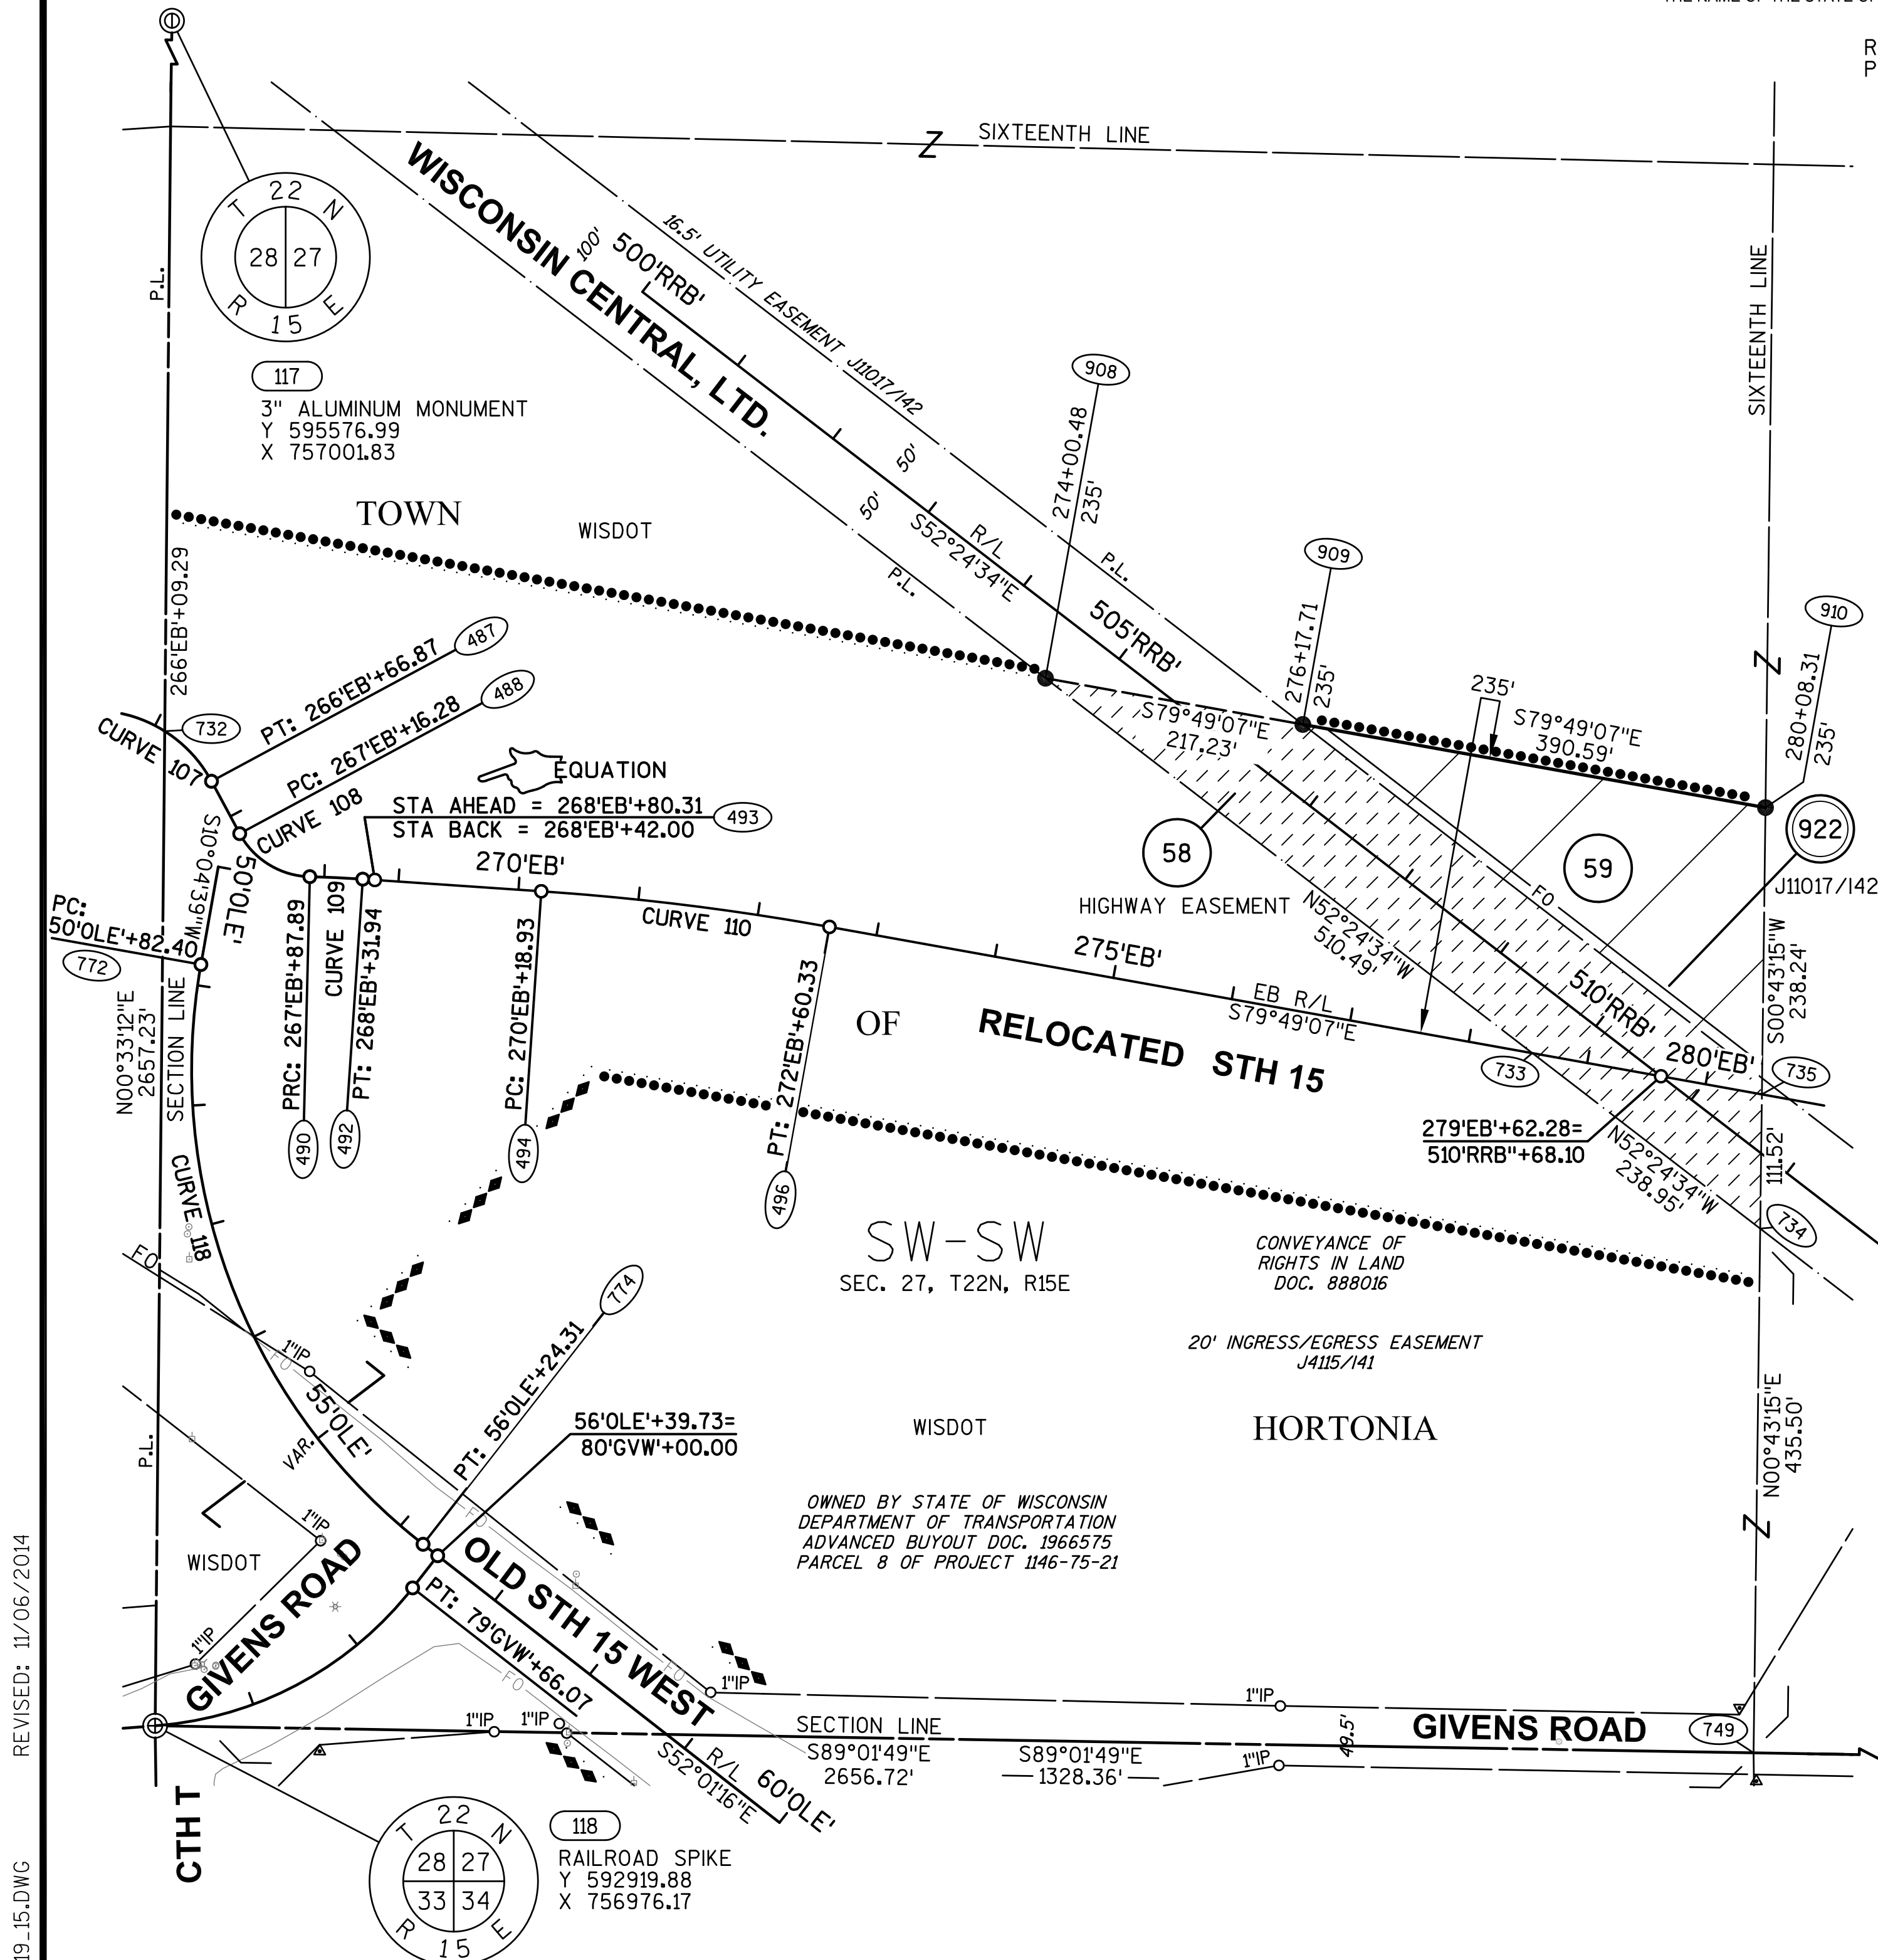 R
P
SIXTEENTH LINE
Z
WISCONSIN CENTRAL, LTD.
100'
500'RRB'
16.5' UTILITY EASEMENT J11017/142
T 22 N
28 27
R 15 E
P.L.
SIXTEENTH LINE
117
3" ALUMINUM MONUMENT
Y 595576.99
X 757001.83
908
274+00.48
235'
50'
50'
TOWN
WISDOT
R/L
S52°24'34"E
P.L.
P.L.
909
276+17.71
235'
505'RRB'
910
280+08.31
235'
Z
266'EB'+09.29
PT: 266'EB'+66.87
487
PC: 267'EB'+16.28
488
732
CURVE 107
CURVE 108
EQUATION
STA AHEAD = 268'EB'+80.31
STA BACK = 268'EB'+42.00
493
S79°49'07"E
217.23'
235'
S79°49'07"E
390.59'
922
J11017/142
58
59
HIGHWAY EASEMENT
FO
270'EB'
S10°04'39"W
50'OLE'
PC:
50'OLE'+82.40
772
PRC: 267'EB'+87.89
490
CURVE 109
PT: 268'EB+31.94
492
PC: 270'EB'+18.93
494
CURVE 110
PT: 272'EB'+60.33
496
275'EB'
N52°24'34"W
510.49'
EB R/L
S79°49'07"E
510'RRB'
280'EB'
S00°43'15"W
238.24'
735
733
N00°33'12"E
2657.23'
SECTION LINE
OF
RELOCATED STH 15
279'EB'+62.28=
510'RRB"+68.10
N52°24'34"W
238.95'
111.52'
734
CURVE 118
FO
SW-SW
SEC. 27, T22N, R15E
CONVEYANCE OF
RIGHTS IN LAND
DOC. 888016
20' INGRESS/EGRESS EASEMENT
J4115/141
774
PT: 56'OLE'+24.31
1"IP
FO
55'OLE'
VAR.
56'OLE'+39.73=
80'GVW'+00.00
WISDOT
HORTONIA
N00°43'15"E
435.50'
P.L.
OWNED BY STATE OF WISCONSIN
DEPARTMENT OF TRANSPORTATION
ADVANCED BUYOUT DOC. 1966575
PARCEL 8 OF PROJECT 1146-75-21
Z
1"IP
FO
WISDOT
GIVENS ROAD
1"IP
OLD STH 15 WEST
PT: 79'GVW'+66.07
FO
FO
1"IP
1"IP
1"IP
1"IP
SECTION LINE
S89°01'49"E
2656.72'
S89°01'49"E
1328.36'
1"IP
49.5'
GIVENS ROAD
749
R/L
S52°01'16"E
60'OLE'
CTH T
T 22 N
28 27
33 34
R 15 E
118
RAILROAD SPIKE
Y 592919.88
X 756976.17
REVISED: 11/06/2014
19_15.DWG